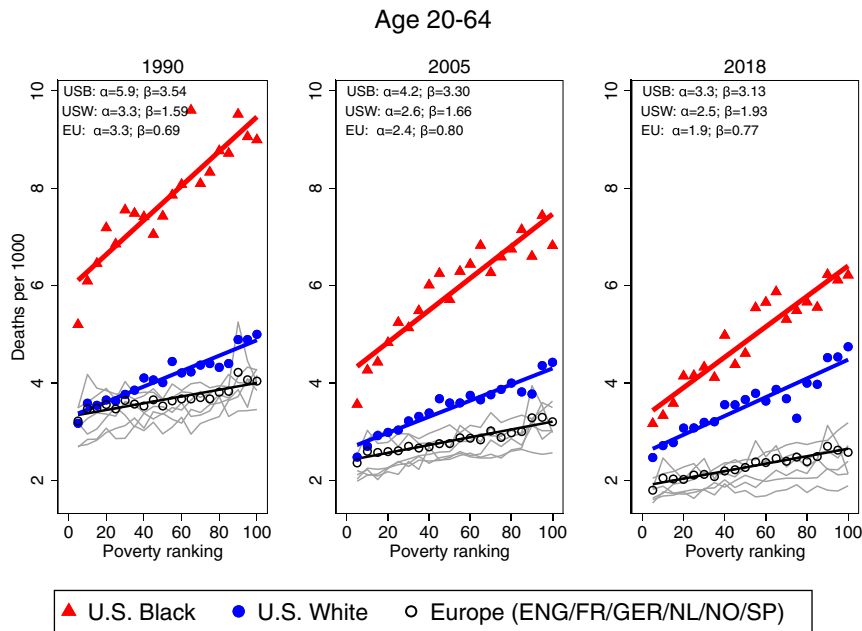 Age 20-64
1990
2005
2018
USB: α=5.9; β=3.54
USW: α=3.3; β=1.59
EU: α=3.3; β=0.69
USB: α=4.2; β=3.30
USW: α=2.6; β=1.66
EU: α=2.4; β=0.80
USB: α=3.3; β=3.13
USW: α=2.5; β=1.93
EU: α=1.9; β=0.77
Deaths per 1000
10
8
6
4
2
0 20 40 60 80 100
Poverty ranking
10
8
6
4
2
0 20 40 60 80 100
Poverty ranking
10
8
6
4
2
0 20 40 60 80 100
Poverty ranking
U.S. Black U.S. White Europe (ENG/FR/GER/NL/NO/SP)